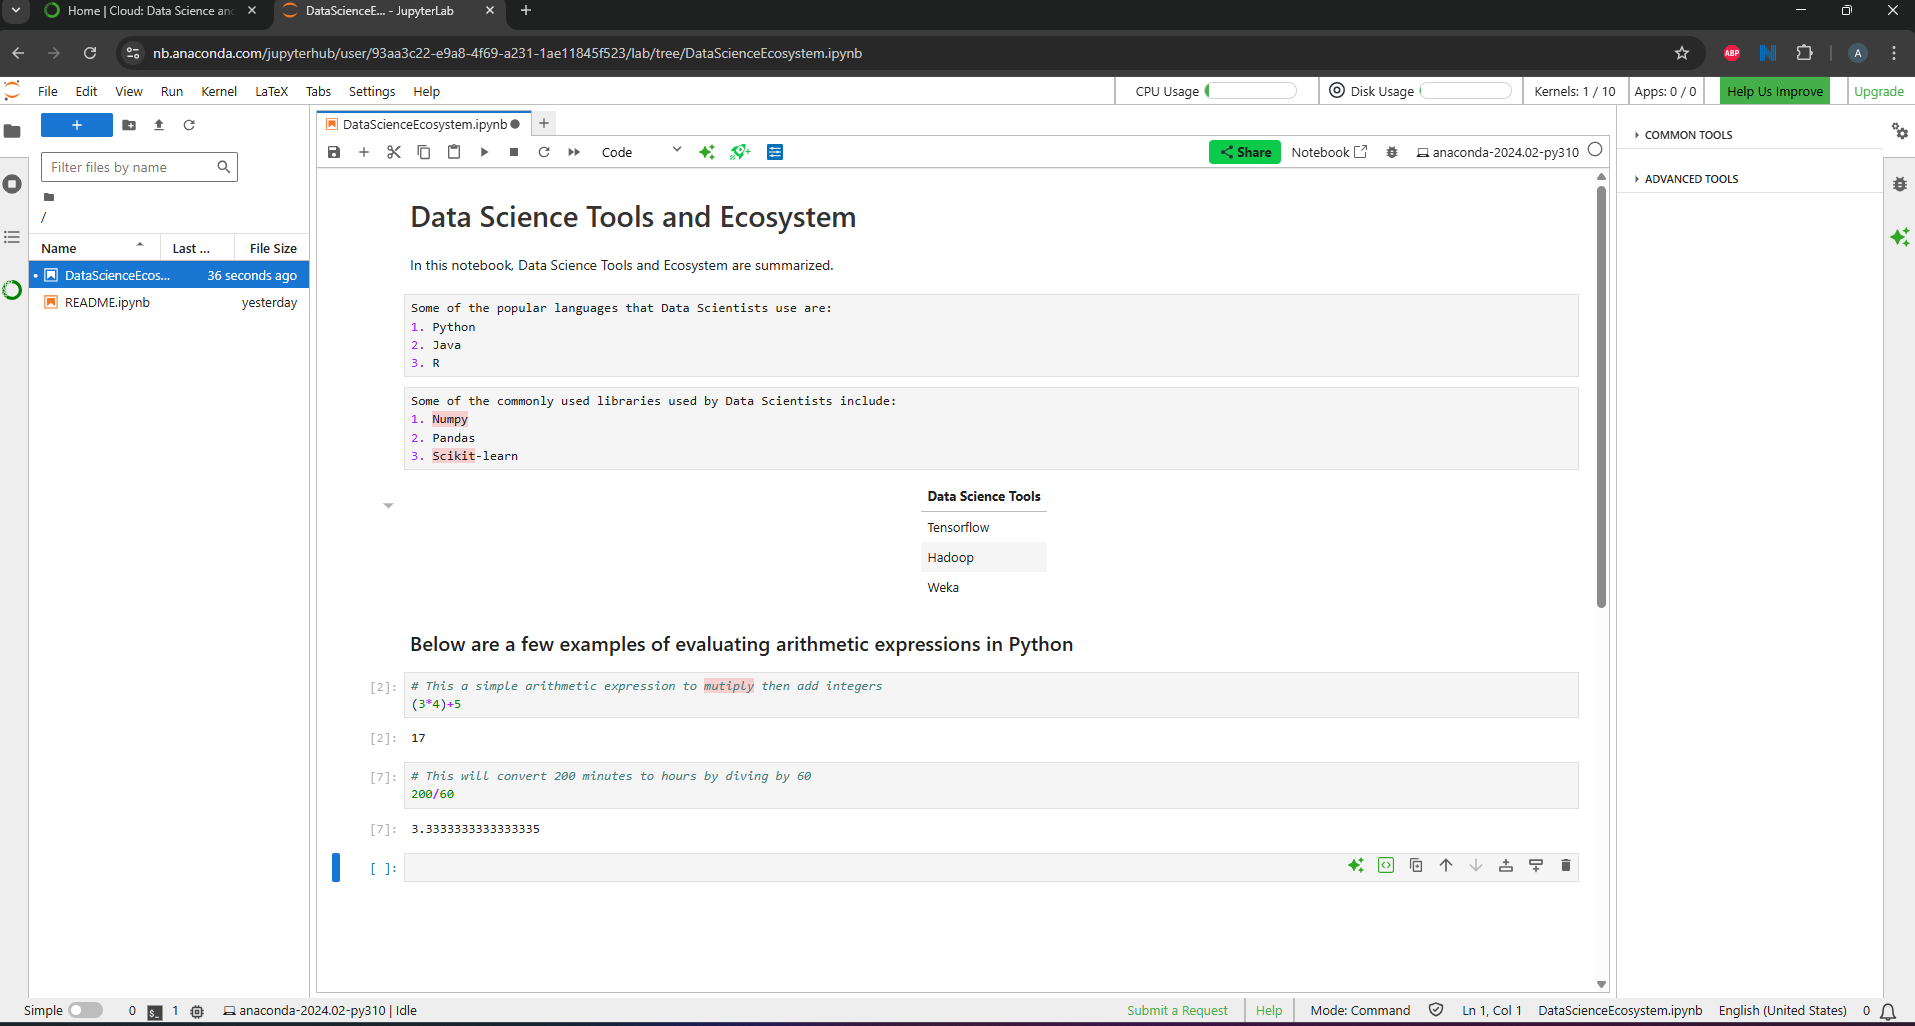 Home | Cloud: Data Science and
DataScienceE... - JupyterLab
nb.anaconda.com/jupyterhub/user/93aa3c22-e9a8-4f69-a231-1ae11845f523/lab/tree/DataScienceEcosystem.ipynb
ABP
N
A
File Edit View Run Kernel LaTeX Tabs Settings Help
CPU Usage
Disk Usage
Kernels: 1 / 10
Apps: 0 / 0
Help Us Improve
Upgrade
Filter files by name
/
Name Last ... File Size
DataScienceEcos... 36 seconds ago
README.ipynb yesterday
DataScienceEcosystem.ipynb
Code
Share
Notebook
anaconda-2024.02-py310
Data Science Tools and Ecosystem
In this notebook, Data Science Tools and Ecosystem are summarized.
Some of the popular languages that Data Scientists use are:
1. Python
2. Java
3. R
Some of the commonly used libraries used by Data Scientists include:
1. Numpy
2. Pandas
3. Scikit-learn
Data Science Tools
Tensorflow
Hadoop
Weka
Below are a few examples of evaluating arithmetic expressions in Python
[2]: # This a simple arithmetic expression to mutiply then add integers
(3*4)+5
[2]: 17
[7]: # This will convert 200 minutes to hours by diving by 60
200/60
[7]: 3.3333333333333335
[ ]:
COMMON TOOLS
ADVANCED TOOLS
Simple 0 1 anaconda-2024.02-py310 | Idle
Submit a Request Help Mode: Command Ln 1, Col 1 DataScienceEcosystem.ipynb English (United States) 0